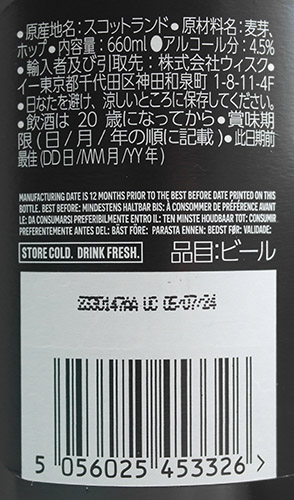 ●原産地名：スコットランド ●原材料名：麦芽、
ホップ ●内容量：660ml ●アルコール分：4.5%
●輸入者及び引取先：株式会社ウィスク・
イー東京都千代田区神田和泉町 1-8-11-4F
●日なたを避け、涼しいところに保存してください。
●飲酒は 20 歳になってから ●賞味期
限（日/月/年の順に記載）●此日期前
最佳 (DD日/MM月/YY年)
MANUFACTURING DATE IS 12 MONTHS PRIOR TO THE BEST BEFORE DATE PRINTED ON THIS
BOTTLE. BEST BEFORE: MINDESTENS HALTBAR BIS: À CONSOMMER DE PRÉFÉRENCE AVANT
LE: DA CONSUMARSI PREFERIBILMENTE ENTRO IL: TEN MINSTE HOUDBAAR TOT: CONSUMIR
PREFERENTEMENTE ANTES DEL: BÄST FÖRE: PARASTA ENNEN: BEDST FØR: VALIDADE:
STORE COLD. DRINK FRESH.
品目：ビール
5 056025 453326 >